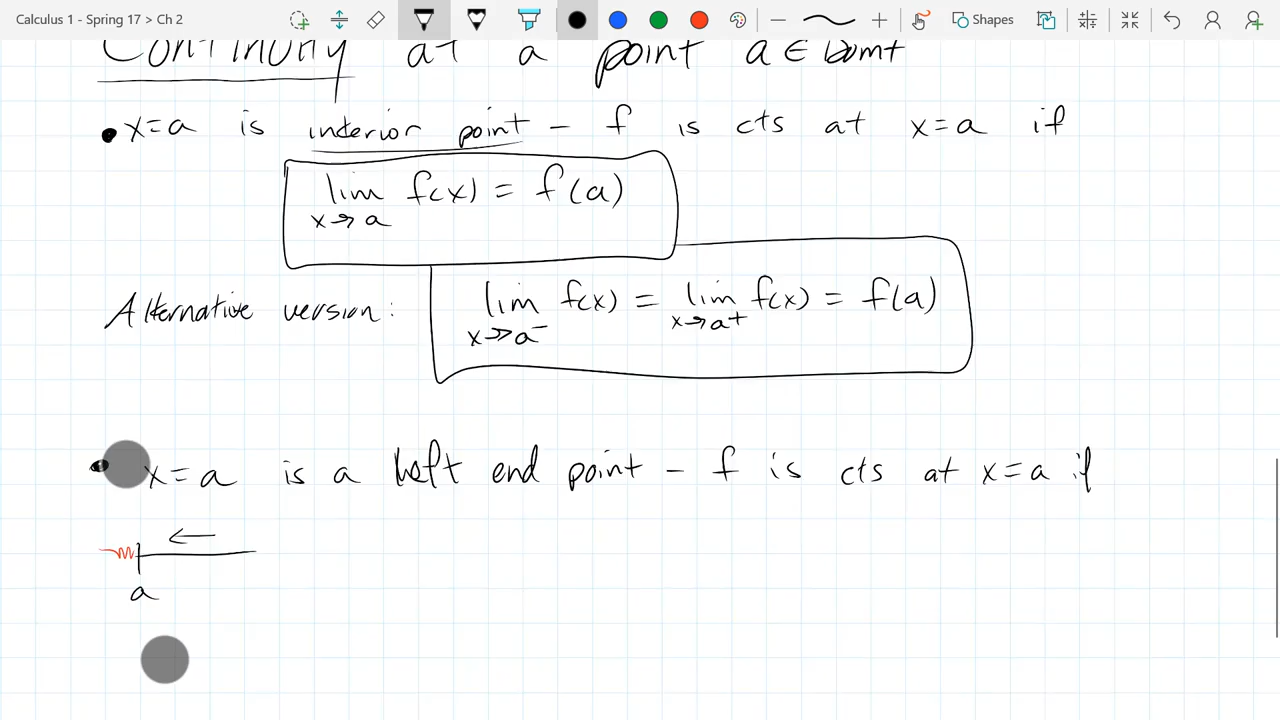 Calculus 1 - Spring 17 > Ch 2
Shapes
Continuity at a point a ∈ Domf
• x=a is interior point – f is cts at x=a if
lim f(x) = f(a)
x→a
Alternative version: lim f(x) = lim f(x) = f(a)
x→a⁻ x→a⁺
• x=a is a left end point – f is cts at x=a if
←
a